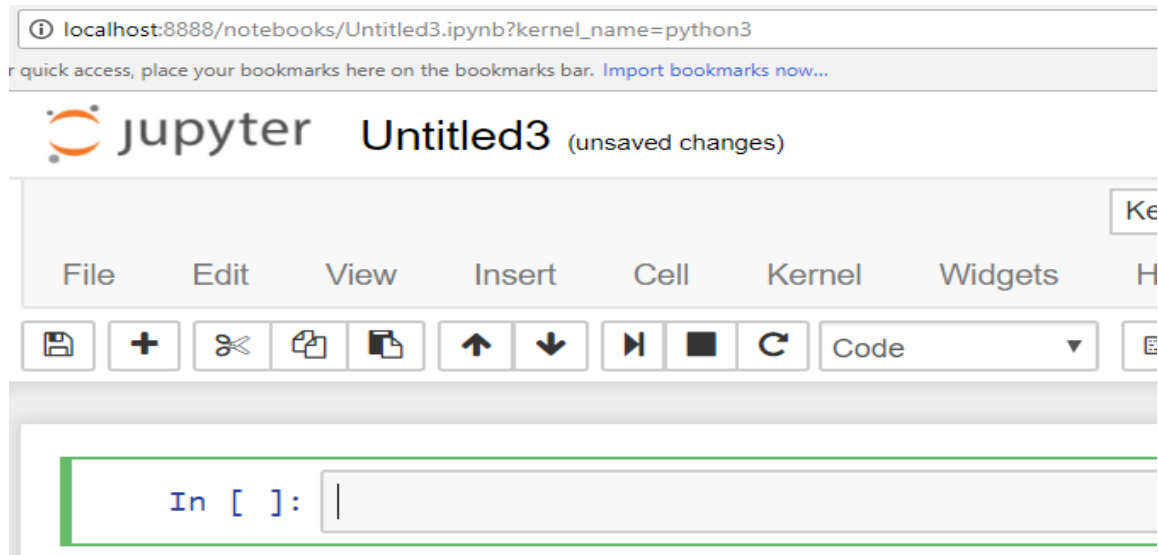 localhost:8888/notebooks/Untitled3.ipynb?kernel_name=python3
r quick access, place your bookmarks here on the bookmarks bar. Import bookmarks now...
jupyter Untitled3 (unsaved changes)
Ke
File Edit View Insert Cell Kernel Widgets H
Code
In [ ]: